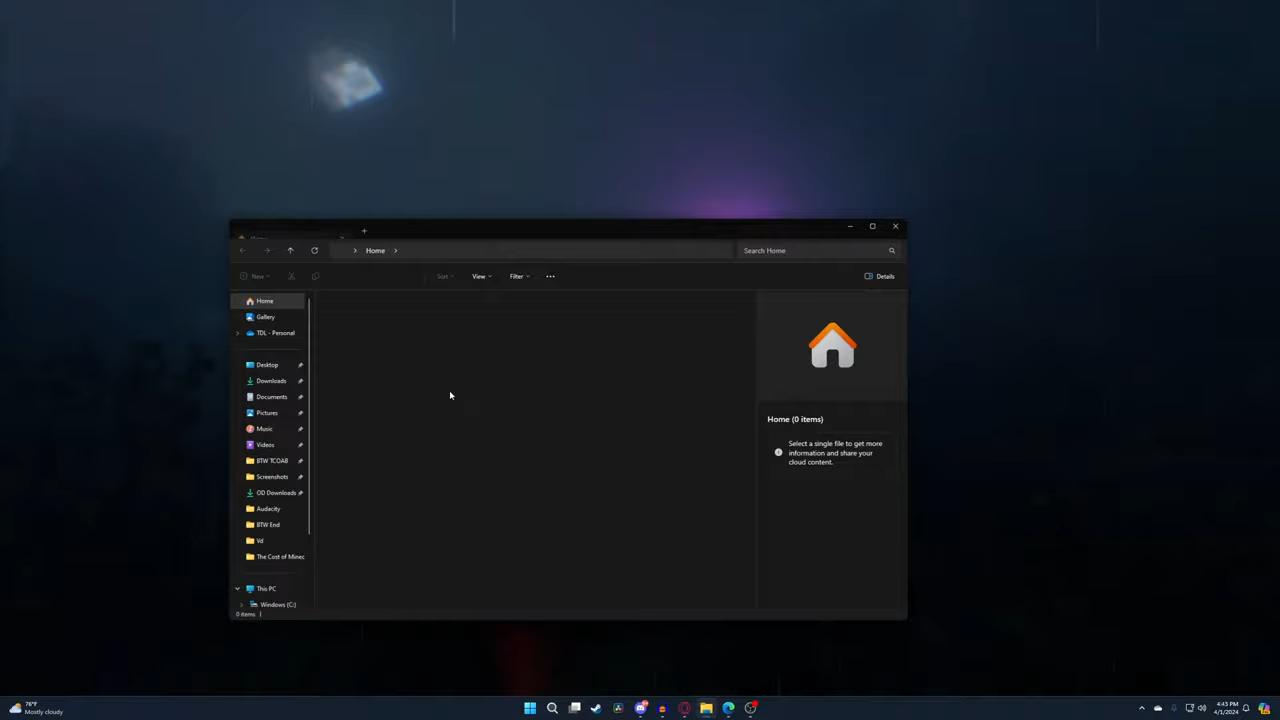 Home
Search Home
New
Sort
View
Filter
Details
Home
Gallery
TDL - Personal
Desktop
Downloads
Documents
Pictures
Music
Videos
BTW TCOAB
Screenshots
OD Downloads
Audacity
BTW End
Vd
The Cost of Minec
This PC
Windows (C:)
0 items
Home (0 items)
Select a single file to get more
information and share your
cloud content.
76°F
Mostly cloudy
4:43 PM
4/1/2024